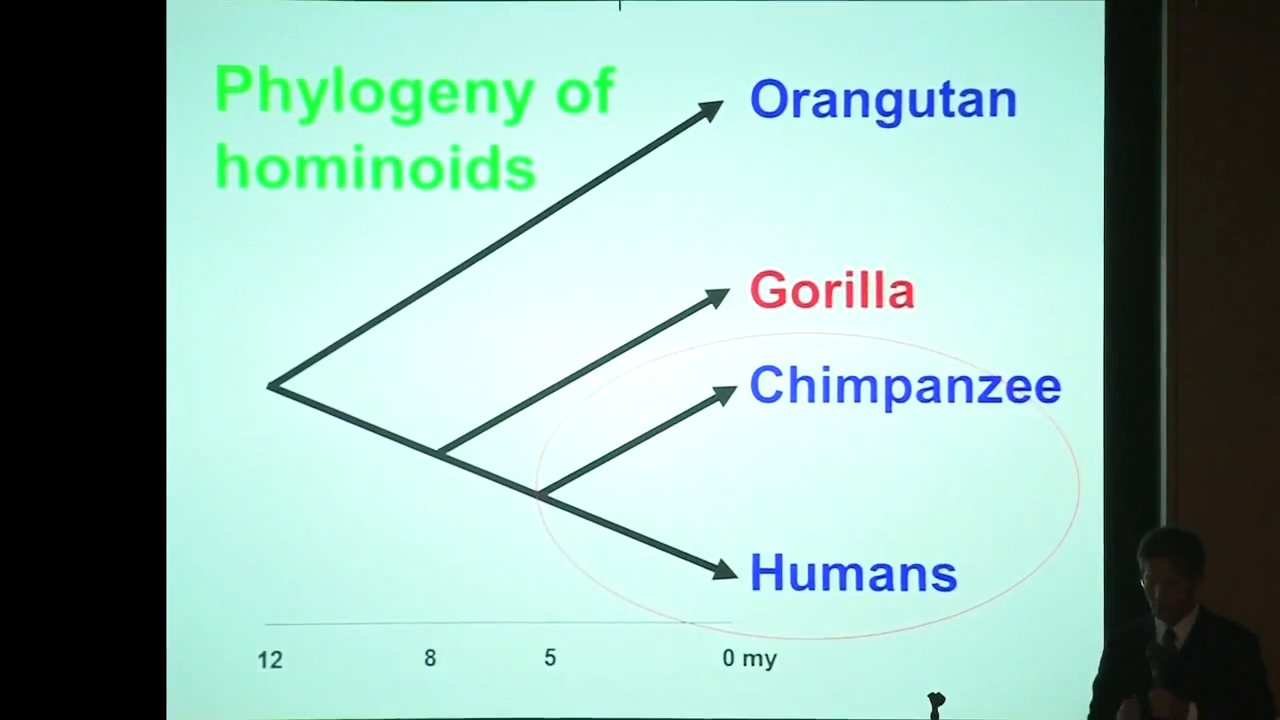 Phylogeny of
hominoids
Orangutan
Gorilla
Chimpanzee
Humans
12 8 5 0 my